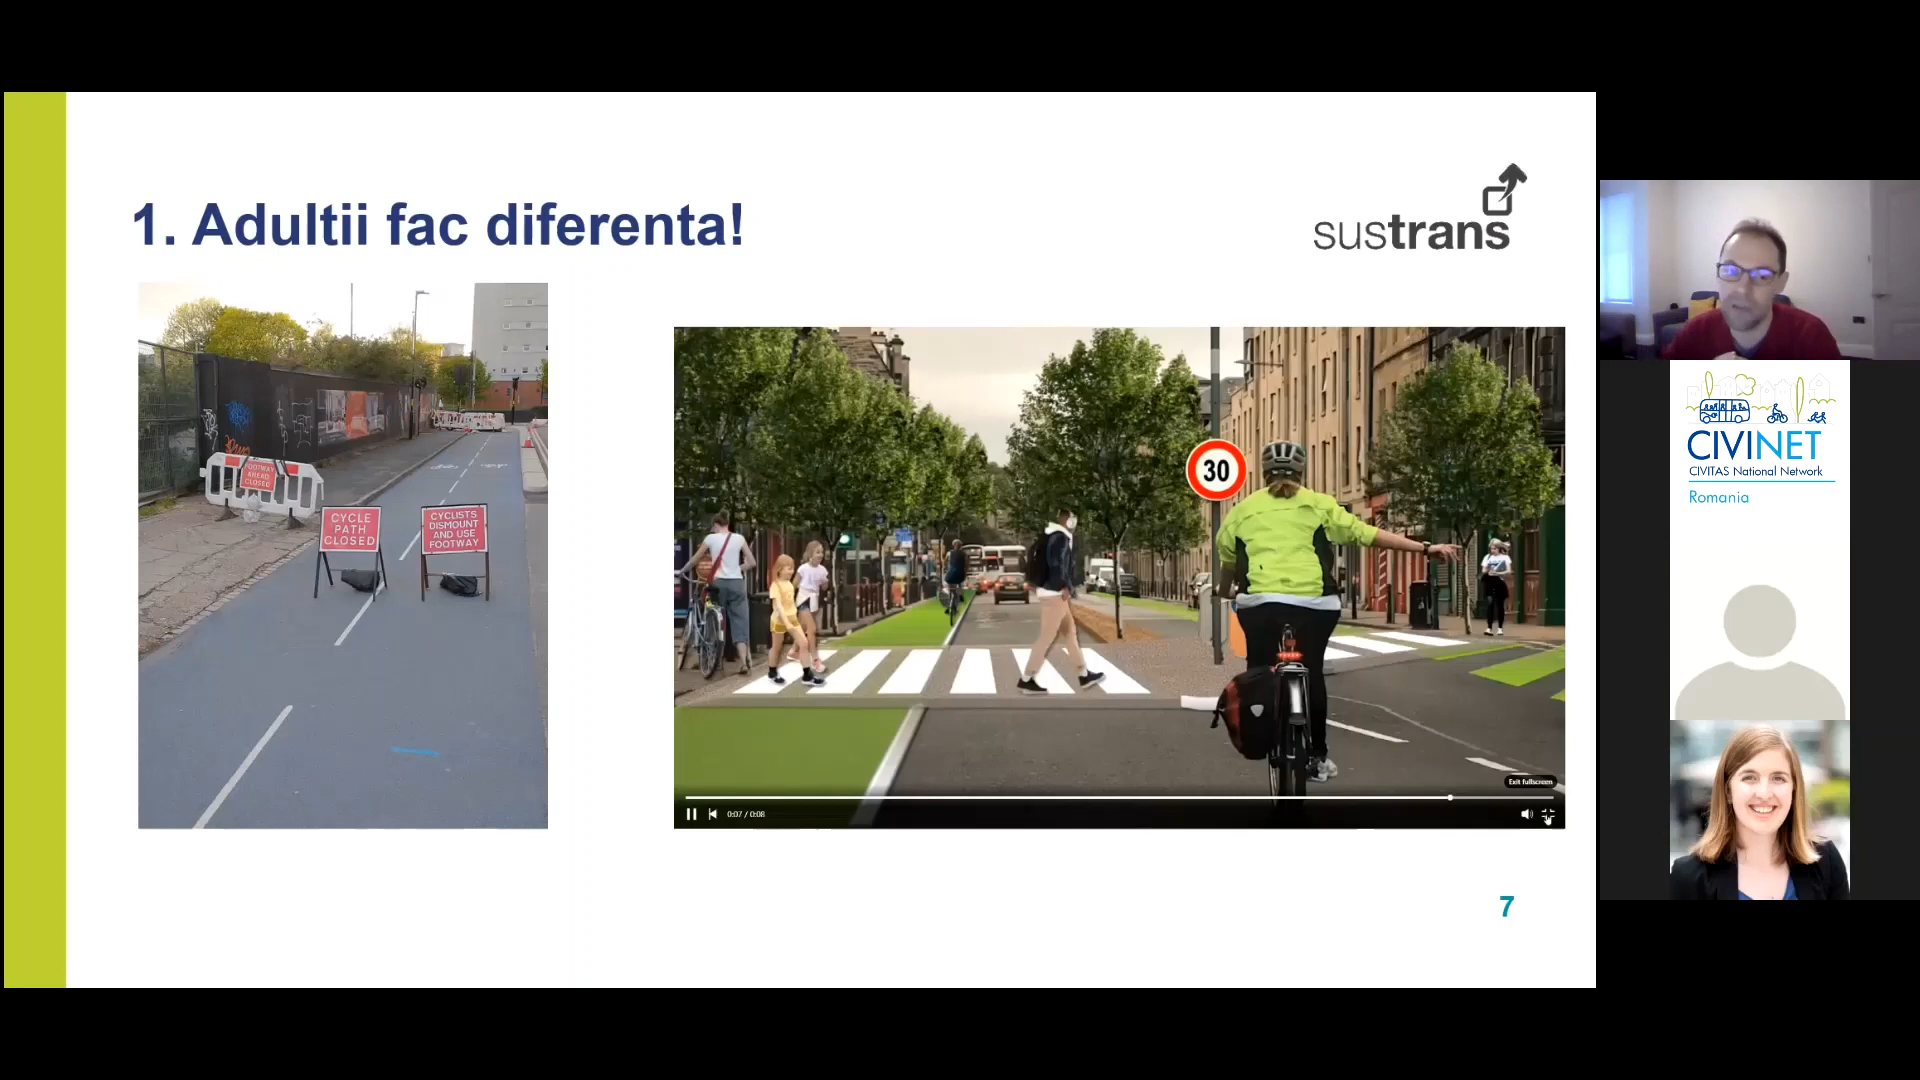 1. Adultii fac diferenta!
sustrans
FOOTWAY
AHEAD
CLOSED
CYCLE
PATH
CLOSED
CYCLISTS
DISMOUNT
AND USE
FOOTWAY
30
Exit fullscreen
0:07 / 0:08
7
CIVINET
CIVITAS National Network
Romania